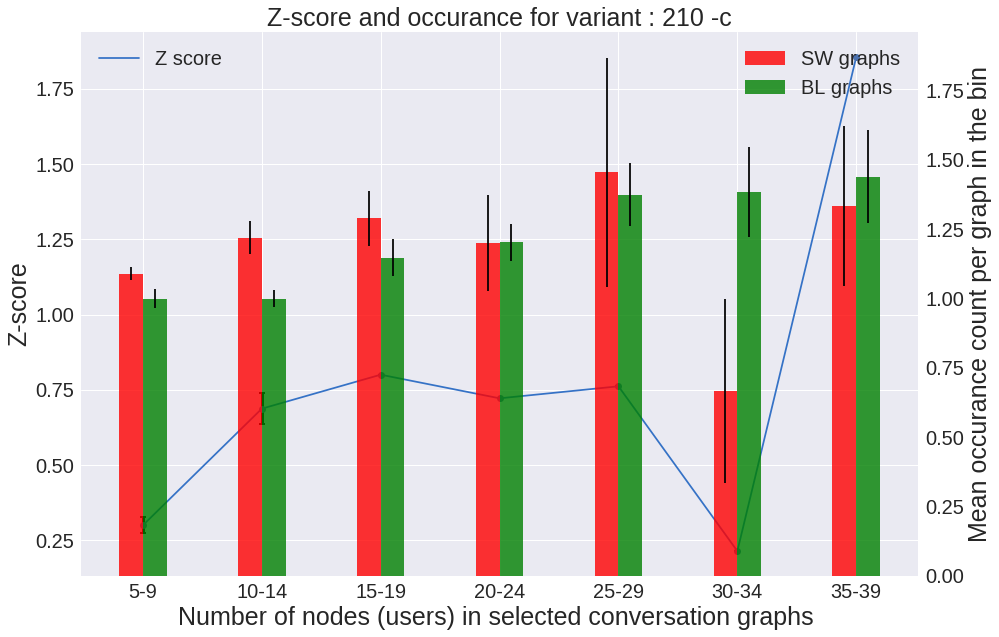 Z-score and occurance for variant : 210 -c
Z score
SW graphs
BL graphs
Z-score
1.75
1.50
1.25
1.00
0.75
0.50
0.25
1.75
1.50
1.25
1.00
0.75
0.50
0.25
0.00
Mean occurance count per graph in the bin
5-9 10-14 15-19 20-24 25-29 30-34 35-39
Number of nodes (users) in selected conversation graphs